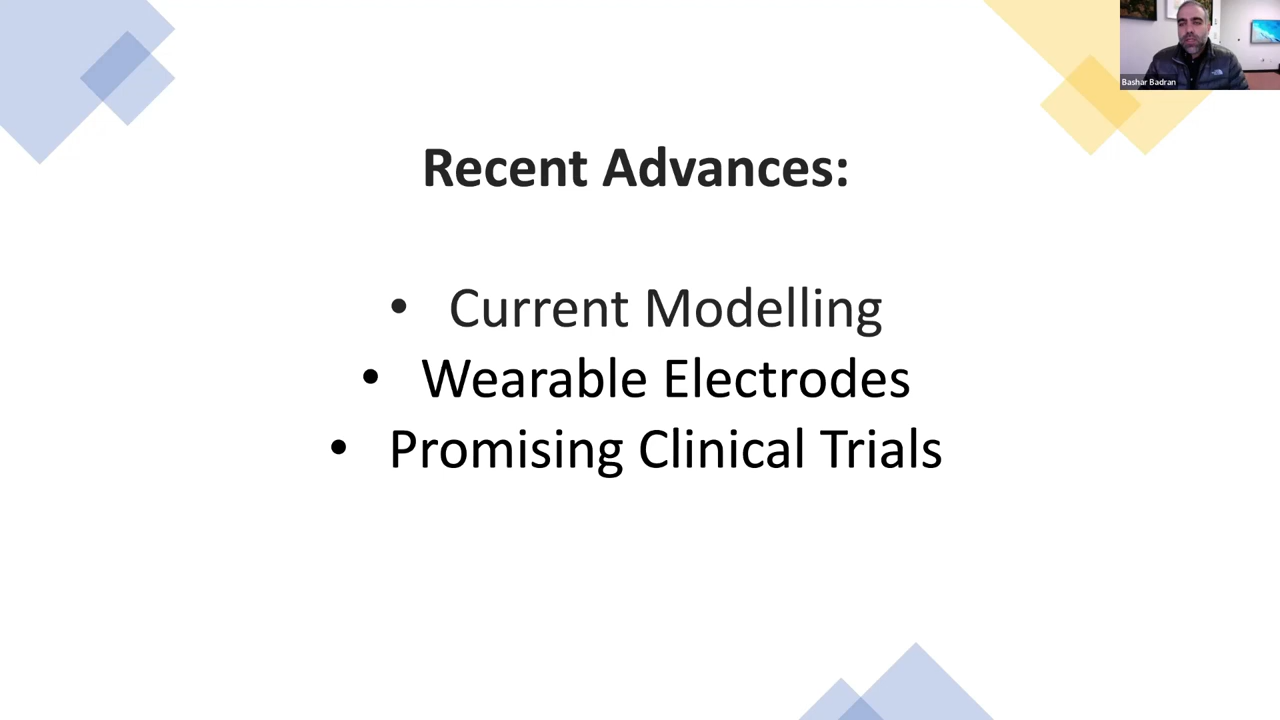 Bashar Badran
Recent Advances:
• Current Modelling
• Wearable Electrodes
• Promising Clinical Trials